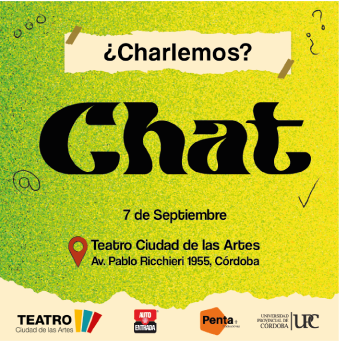 ¿Charlemos?
Chat
7 de Septiembre
Teatro Ciudad de las Artes
Av. Pablo Ricchieri 1955, Córdoba
TEATRO
Ciudad de las Artes
AUTO
ENTRADA
Penta
UNIVERSIDAD
PROVINCIAL DE
CÓRDOBA
UPC